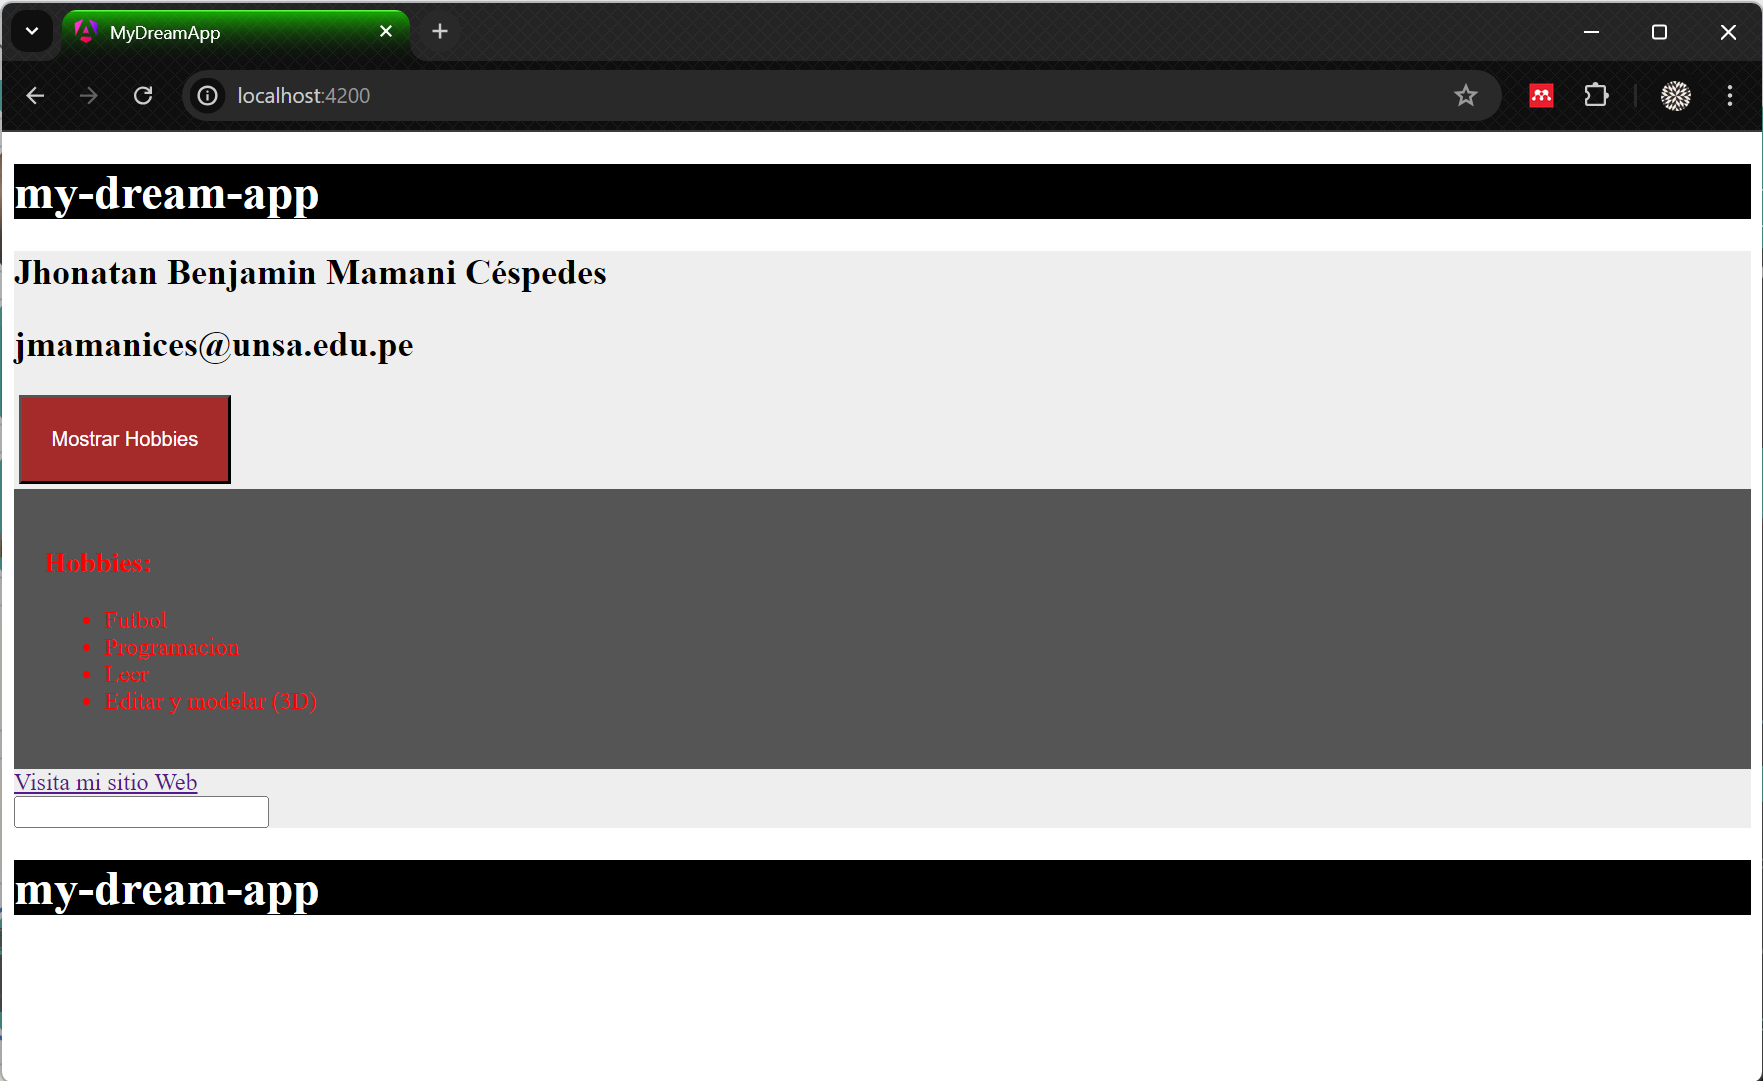 MyDreamApp
localhost:4200
my-dream-app
Jhonatan Benjamin Mamani Céspedes
jmamanices@unsa.edu.pe
Mostrar Hobbies
Hobbies:
Futbol
Programacion
Leer
Editar y modelar (3D)
Visita mi sitio Web
my-dream-app